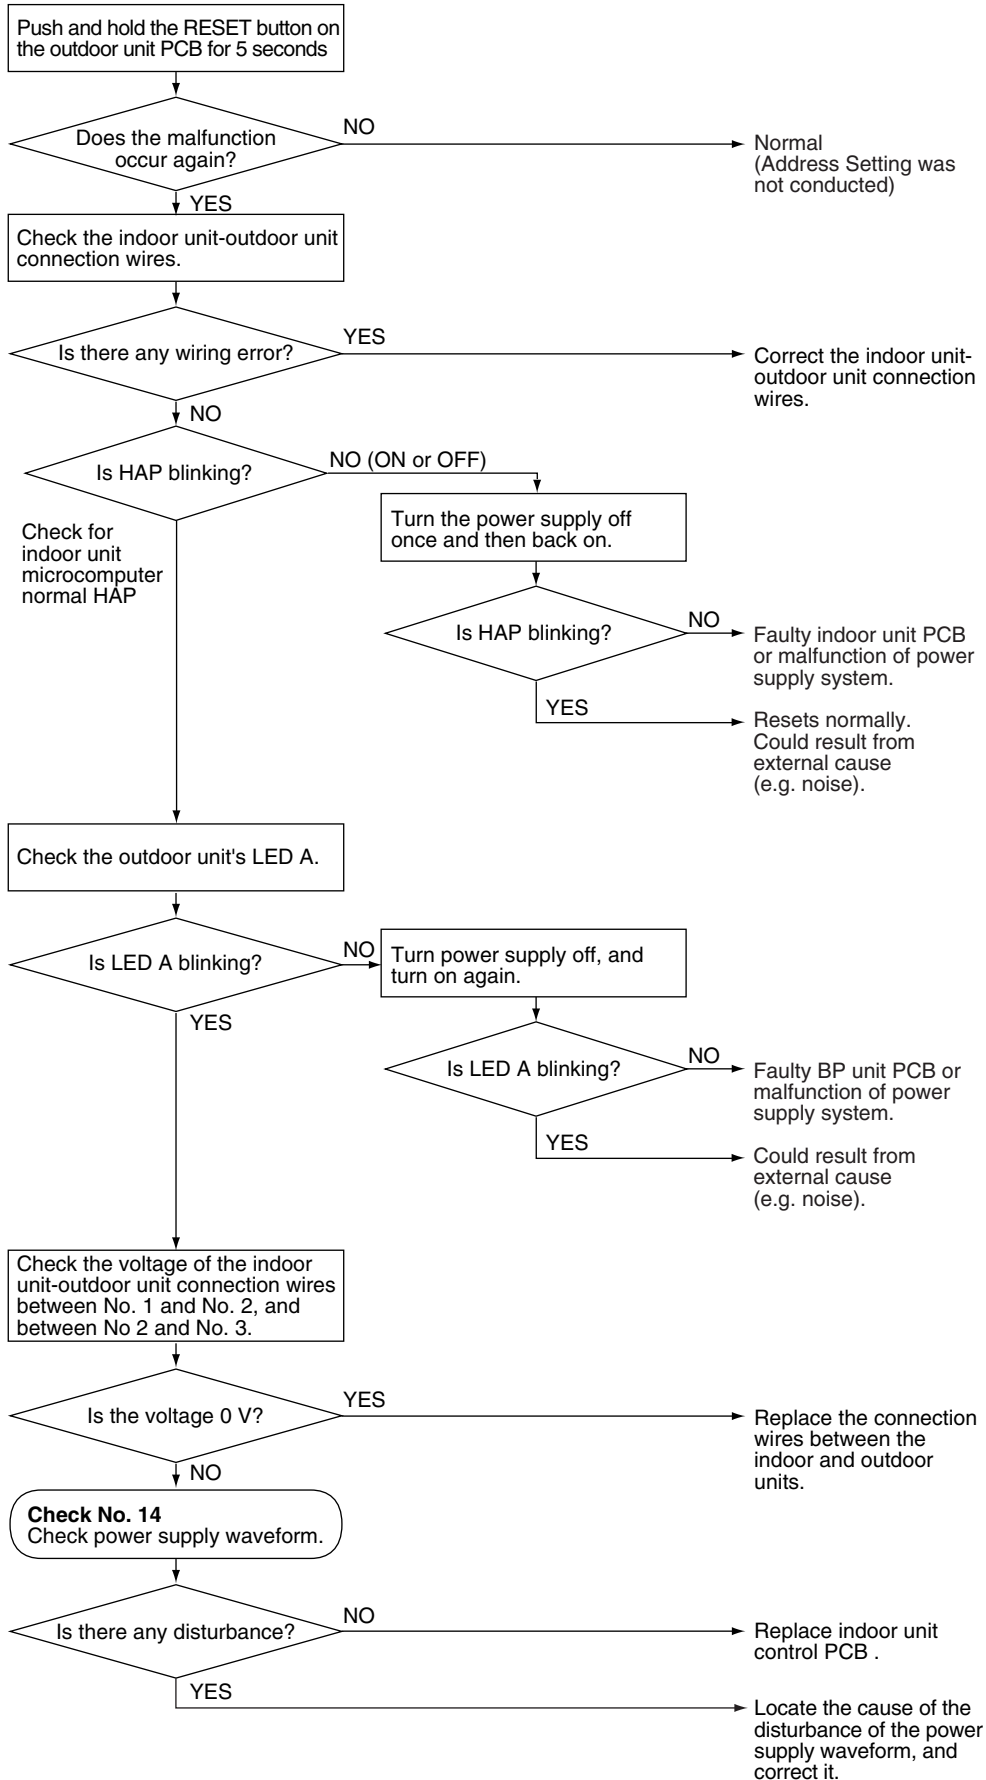 Push and hold the RESET button on
the outdoor unit PCB for 5 seconds
Does the malfunction
occur again?
NO
Normal
(Address Setting was
not conducted)
YES
Check the indoor unit-outdoor unit
connection wires.
Is there any wiring error?
YES
Correct the indoor unit-
outdoor unit connection
wires.
NO
Is HAP blinking?
NO (ON or OFF)
Check for
indoor unit
microcomputer
normal HAP
Turn the power supply off
once and then back on.
Is HAP blinking?
NO
Faulty indoor unit PCB
or malfunction of power
supply system.
YES
Resets normally.
Could result from
external cause
(e.g. noise).
Check the outdoor unit's LED A.
Is LED A blinking?
NO
Turn power supply off, and
turn on again.
YES
Is LED A blinking?
NO
Faulty BP unit PCB or
malfunction of power
supply system.
YES
Could result from
external cause
(e.g. noise).
Check the voltage of the indoor
unit-outdoor unit connection wires
between No. 1 and No. 2, and
between No 2 and No. 3.
Is the voltage 0 V?
YES
Replace the connection
wires between the
indoor and outdoor
units.
NO
Check No. 14
Check power supply waveform.
Is there any disturbance?
NO
Replace indoor unit
control PCB .
YES
Locate the cause of the
disturbance of the power
supply waveform, and
correct it.